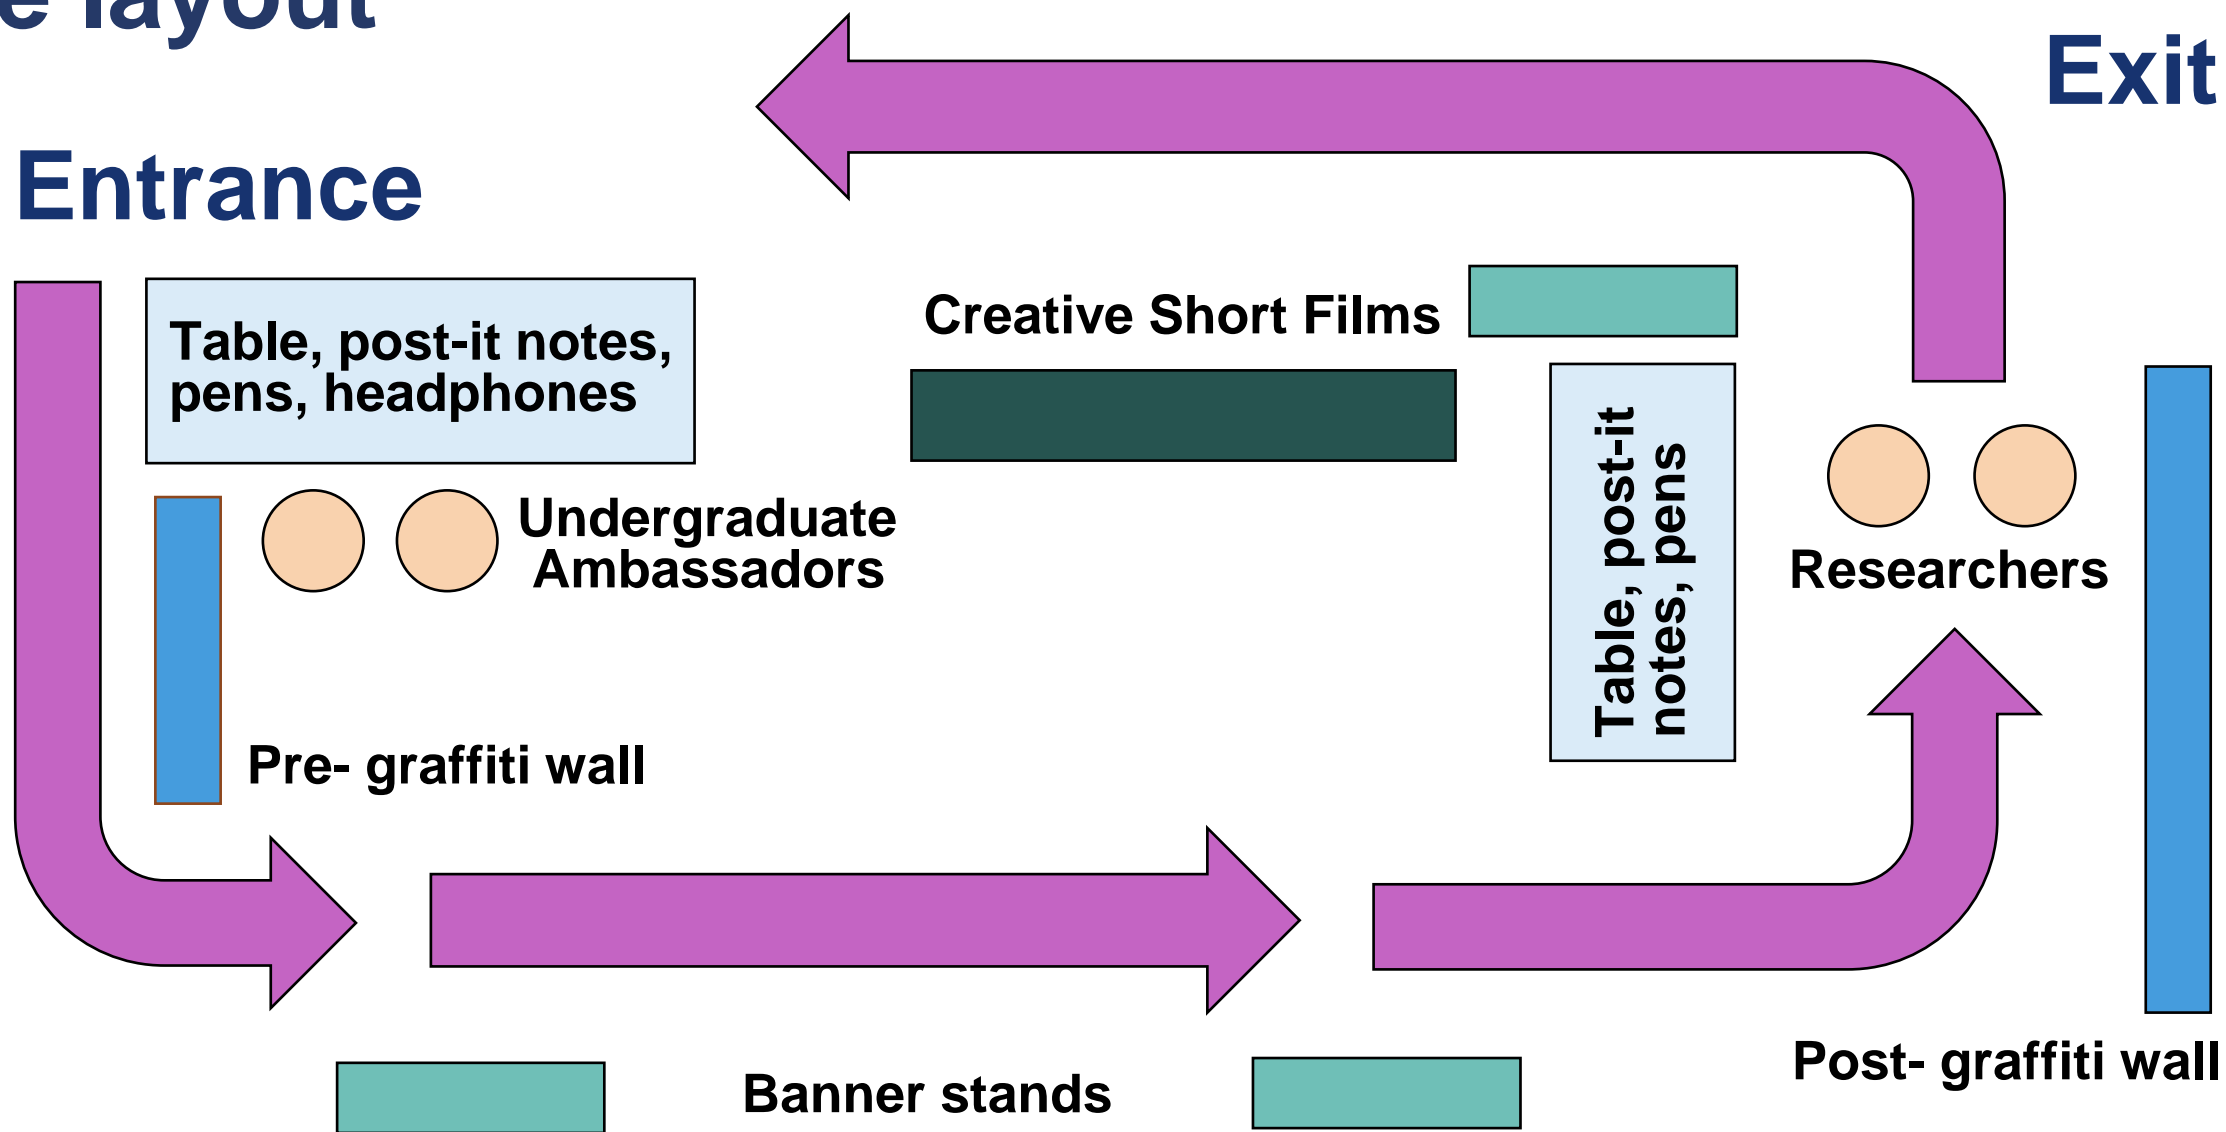 e layout
Exit
Entrance
Table, post-it notes,
pens, headphones
Creative Short Films
Undergraduate
Ambassadors
Table, post-it
notes, pens
Researchers
Pre- graffiti wall
Post- graffiti wall
Banner stands